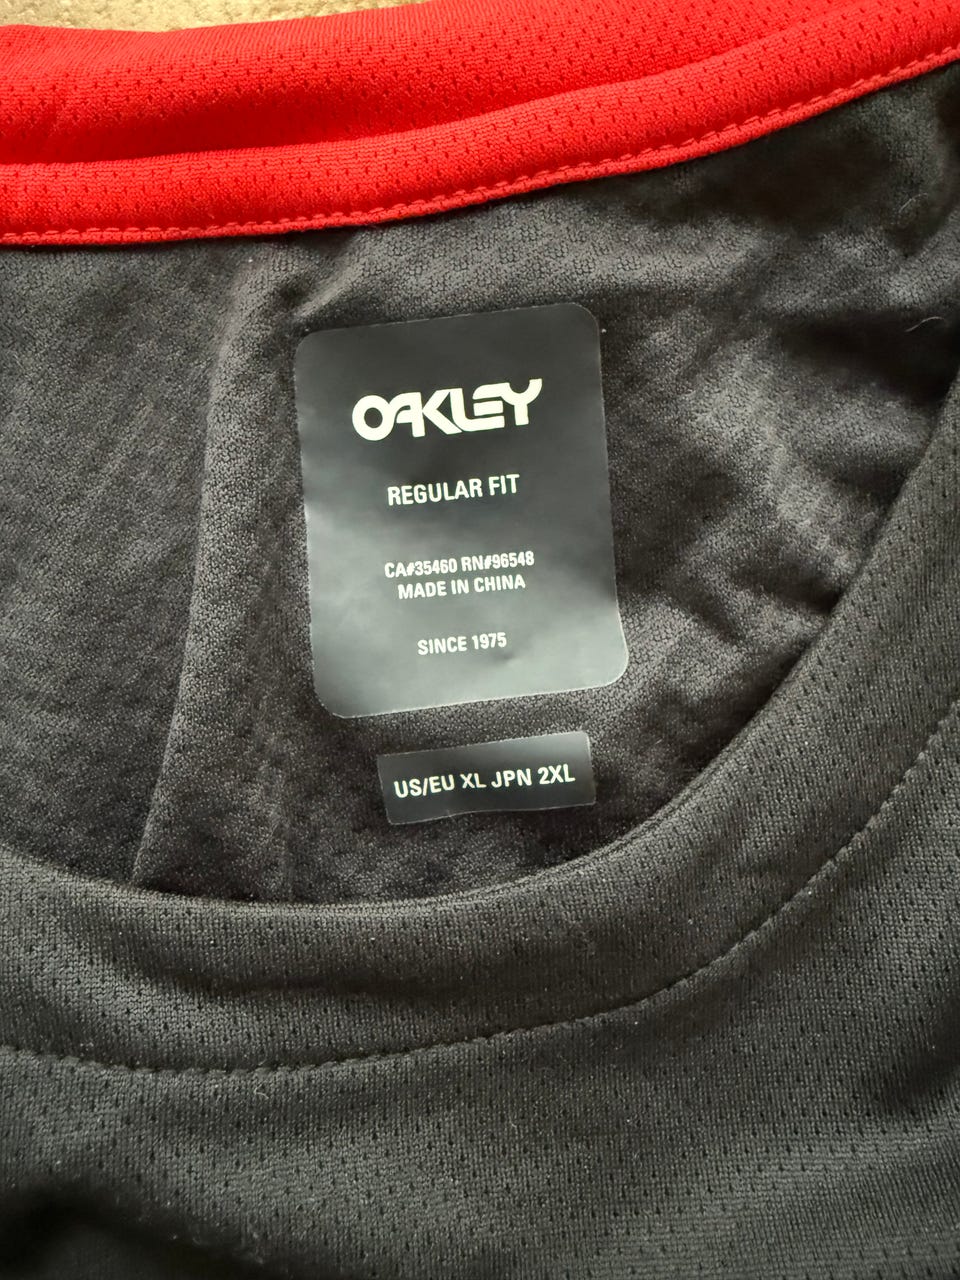 OAKLEY
REGULAR FIT
CA#35460 RN#96548
MADE IN CHINA
SINCE 1975
US/EU XL JPN 2XL